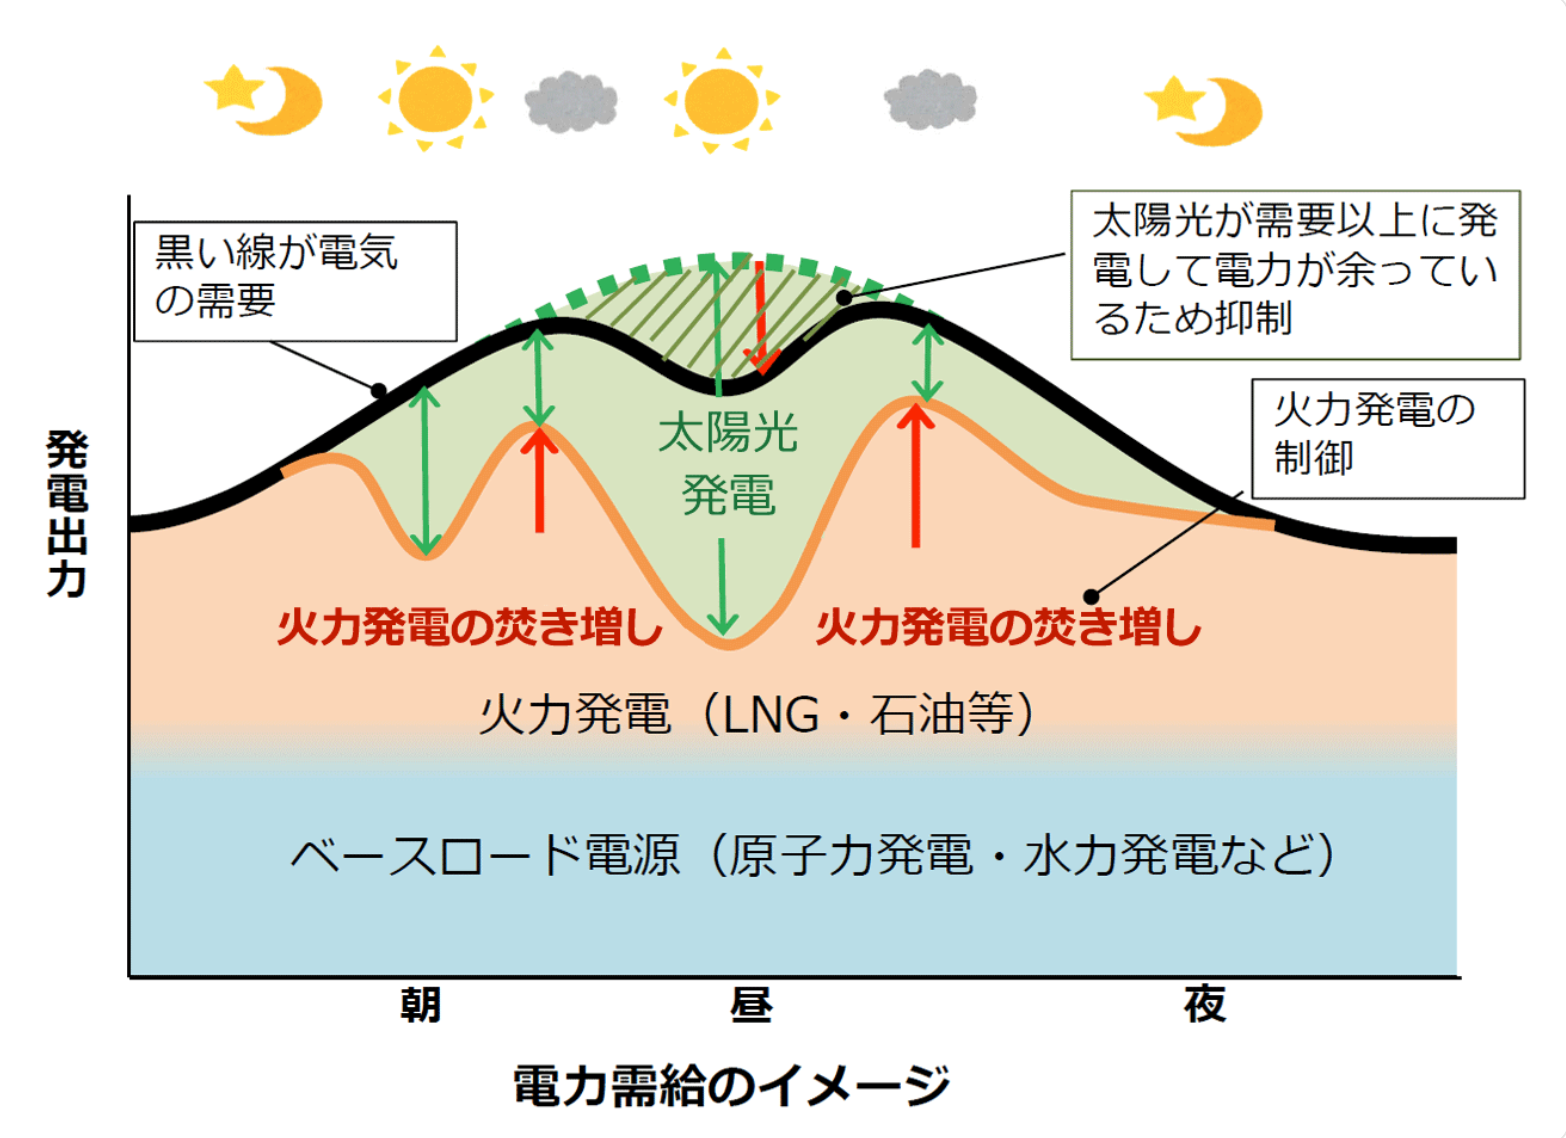 黒い線が電気
の需要
太陽光が需要以上に発
電して電力が余ってい
るため抑制
火力発電の
制御
発電出力
太陽光
発電
火力発電の焚き増し
火力発電の焚き増し
火力発電（LNG・石油等）
ベースロード電源（原子力発電・水力発電など）
朝
昼
夜
電力需給のイメージ